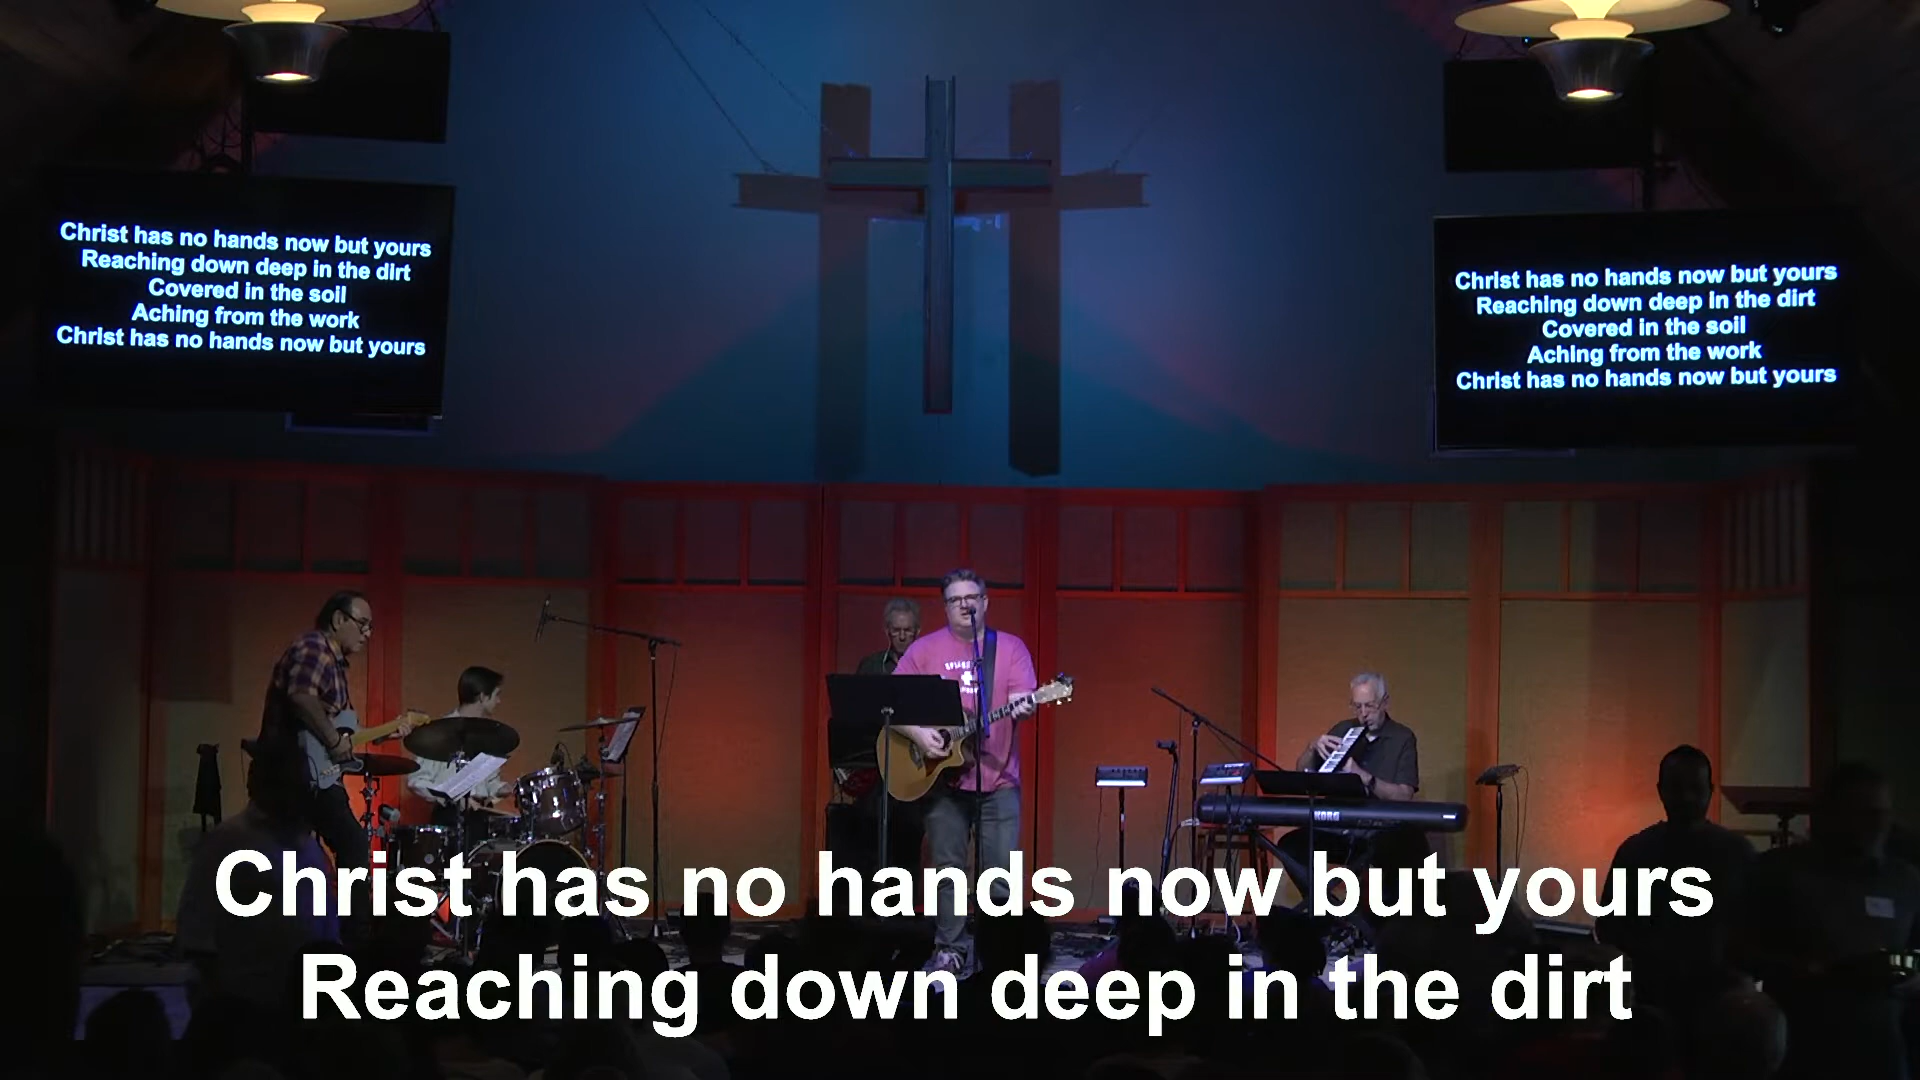 Christ has no hands now but yours
Reaching down deep in the dirt
Covered in the soil
Aching from the work
Christ has no hands now but yours
Christ has no hands now but yours
Reaching down deep in the dirt
Covered in the soil
Aching from the work
Christ has no hands now but yours
KORG
Christ has no hands now but yours
Reaching down deep in the dirt